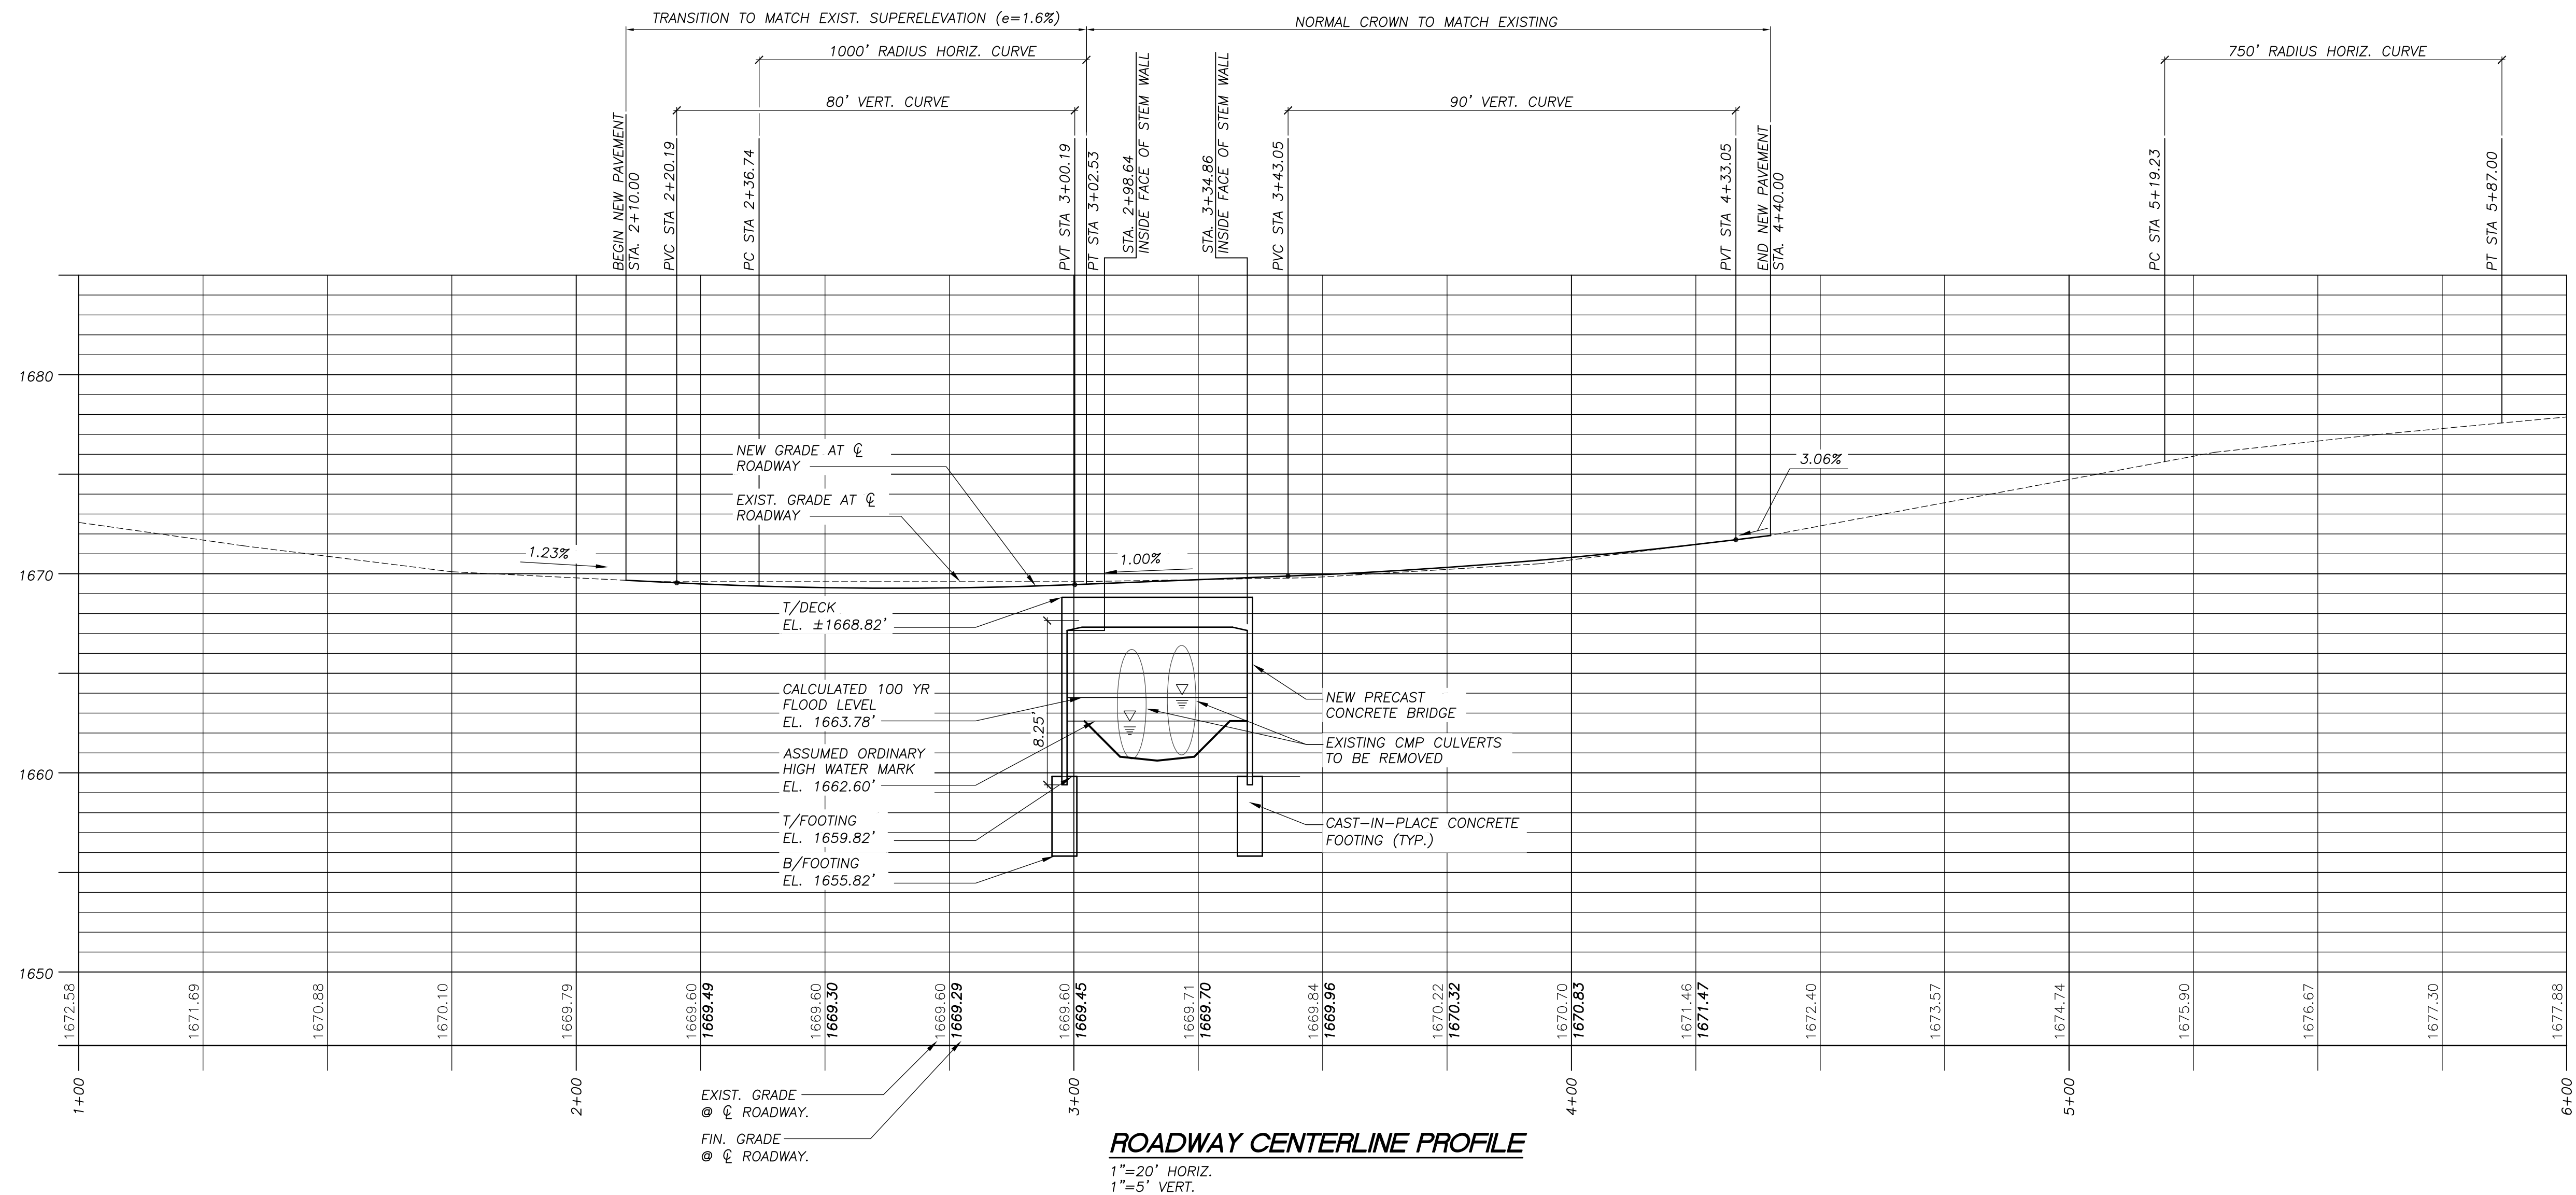 TRANSITION TO MATCH EXIST. SUPERELEVATION (e=1.6%)
NORMAL CROWN TO MATCH EXISTING
1000' RADIUS HORIZ. CURVE
750' RADIUS HORIZ. CURVE
80' VERT. CURVE
90' VERT. CURVE
BEGIN NEW PAVEMENT
STA. 2+10.00
PVC STA 2+20.19
PC STA 2+36.74
PVT STA 3+00.19
PT STA 3+02.53
STA. 2+98.64
INSIDE FACE OF STEM WALL
STA. 3+34.86
INSIDE FACE OF STEM WALL
PVC STA 3+43.05
PVT STA 4+33.05
END NEW PAVEMENT
STA. 4+40.00
PC STA 5+19.23
PT STA 5+87.00
1680
1670
1660
1650
NEW GRADE AT ℄
ROADWAY
EXIST. GRADE AT ℄
ROADWAY
1.23%
1.00%
3.06%
T/DECK
EL. ±1668.82'
8.25'
CALCULATED 100 YR
FLOOD LEVEL
EL. 1663.78'
ASSUMED ORDINARY
HIGH WATER MARK
EL. 1662.60'
T/FOOTING
EL. 1659.82'
B/FOOTING
EL. 1655.82'
NEW PRECAST
CONCRETE BRIDGE
EXISTING CMP CULVERTS
TO BE REMOVED
CAST-IN-PLACE CONCRETE
FOOTING (TYP.)
1672.58
1671.69
1670.88
1670.10
1669.79
1669.60
1669.49
1669.60
1669.30
1669.60
1669.29
1669.60
1669.45
1669.71
1669.70
1669.84
1669.96
1670.22
1670.32
1670.70
1670.83
1671.46
1671.47
1672.40
1673.57
1674.74
1675.90
1676.67
1677.30
1677.88
1+00
2+00
3+00
4+00
5+00
6+00
EXIST. GRADE
@ ℄ ROADWAY.
FIN. GRADE
@ ℄ ROADWAY.
ROADWAY CENTERLINE PROFILE
1"=20' HORIZ.
1"=5' VERT.